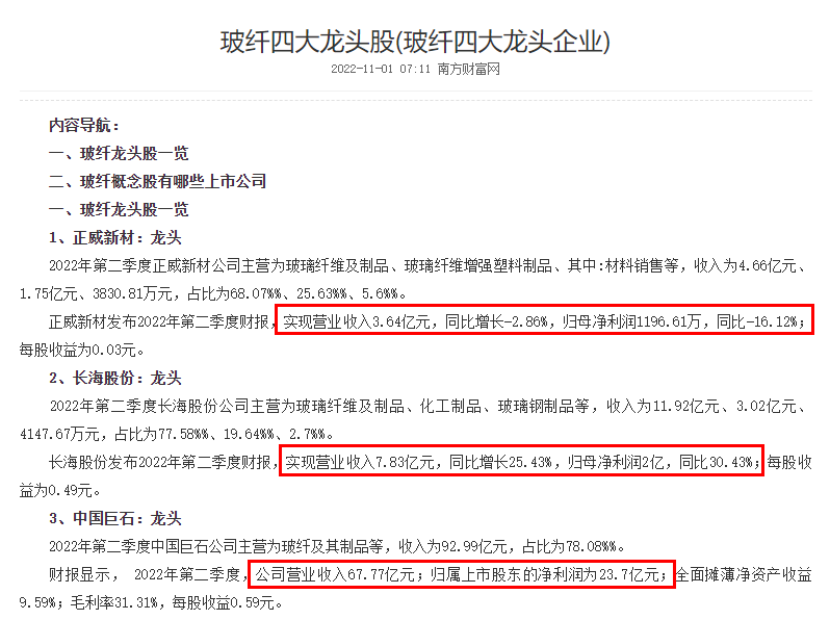 玻纤四大龙头股(玻纤四大龙头企业)
2022-11-01 07:11 南方财富网
内容导航：
一、玻纤龙头股一览
二、玻纤概念股有哪些上市公司
一、玻纤龙头股一览
1、正威新材：龙头
2022年第二季度正威新材公司主营为玻璃纤维及制品、玻璃纤维增强塑料制品、其中:材料销售等，收入为4.66亿元、
1.75亿元、3830.81万元，占比为68.07%%、25.63%%、5.6%%。
正威新材发布2022年第二季度财报，实现营业收入3.64亿元，同比增长-2.86%，归母净利润1196.61万，同比-16.12%；
每股收益为0.03元。
2、长海股份：龙头
2022年第二季度长海股份公司主营为玻璃纤维及制品、化工制品、玻璃钢制品等，收入为11.92亿元、3.02亿元、
4147.67万元，占比为77.58%%、19.64%%、2.7%%。
长海股份发布2022年第二季度财报，实现营业收入7.83亿元，同比增长25.43%，归母净利润2亿，同比30.43%；每股收
益为0.49元。
3、中国巨石：龙头
2022年第二季度中国巨石公司主营为玻纤及其制品等，收入为92.99亿元，占比为78.08%%。
财报显示， 2022年第二季度，公司营业收入67.77亿元；归属上市股东的净利润为23.7亿元；全面摊薄净资产收益
9.59%；毛利率31.31%，每股收益0.59元。